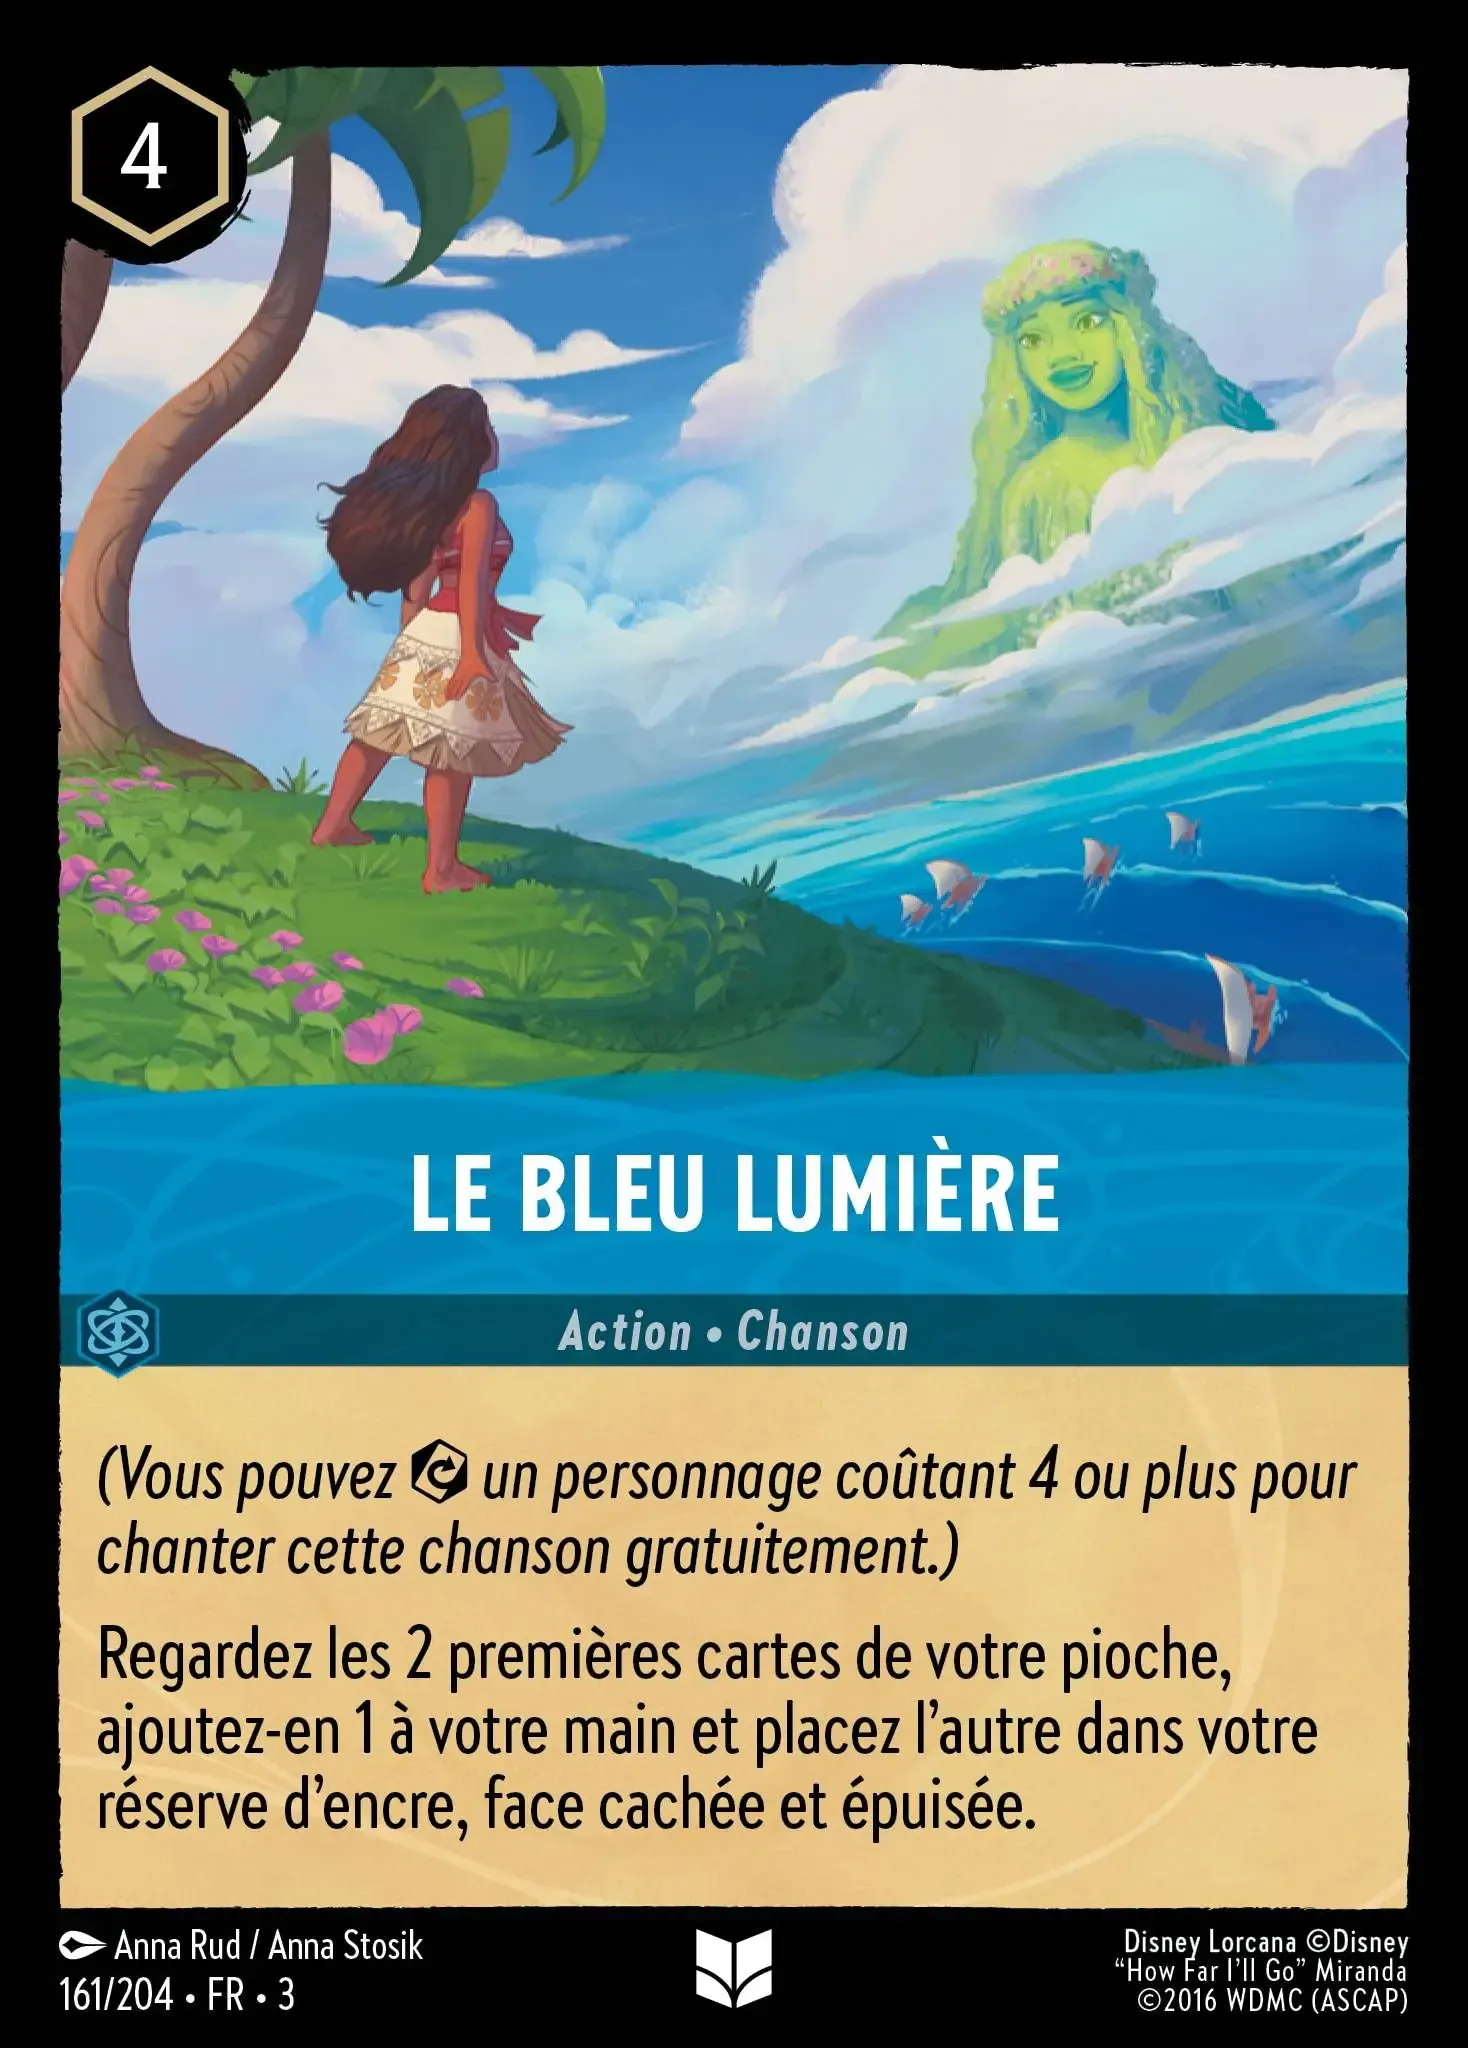 4
LE BLEU LUMIÈRE
Action • Chanson
(Vous pouvez un personnage coûtant 4 ou plus pour
chanter cette chanson gratuitement.)
Regardez les 2 premières cartes de votre pioche,
ajoutez-en 1 à votre main et placez l’autre dans votre
réserve d’encre, face cachée et épuisée.
Anna Rud / Anna Stosik
161/204 • FR • 3
Disney Lorcana ©Disney
“How Far I’ll Go” Miranda
©2016 WDMC (ASCAP)